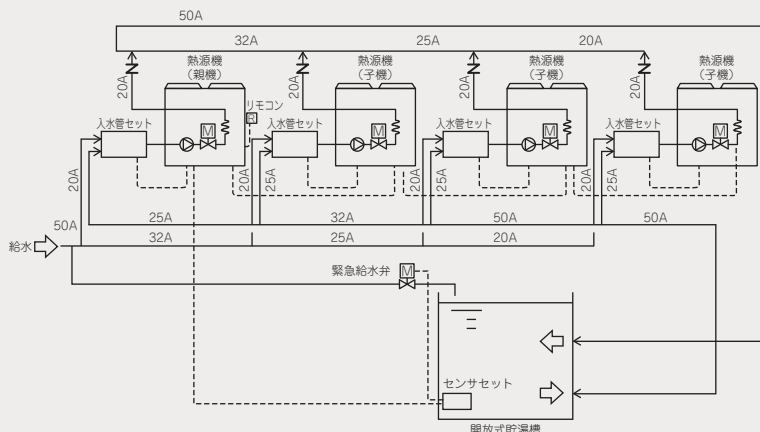 50A
32A
25A
20A
熱源機
(親機)
熱源機
(子機)
熱源機
(子機)
熱源機
(子機)
20A
20A
20A
20A
リモコン
R
入水管セット
入水管セット
入水管セット
入水管セット
M
M
M
M
20A
20A
25A
20A
25A
20A
25A
50A
25A
32A
50A
50A
給水
32A
25A
20A
緊急給水弁
M
センサセット
開放式貯湯槽